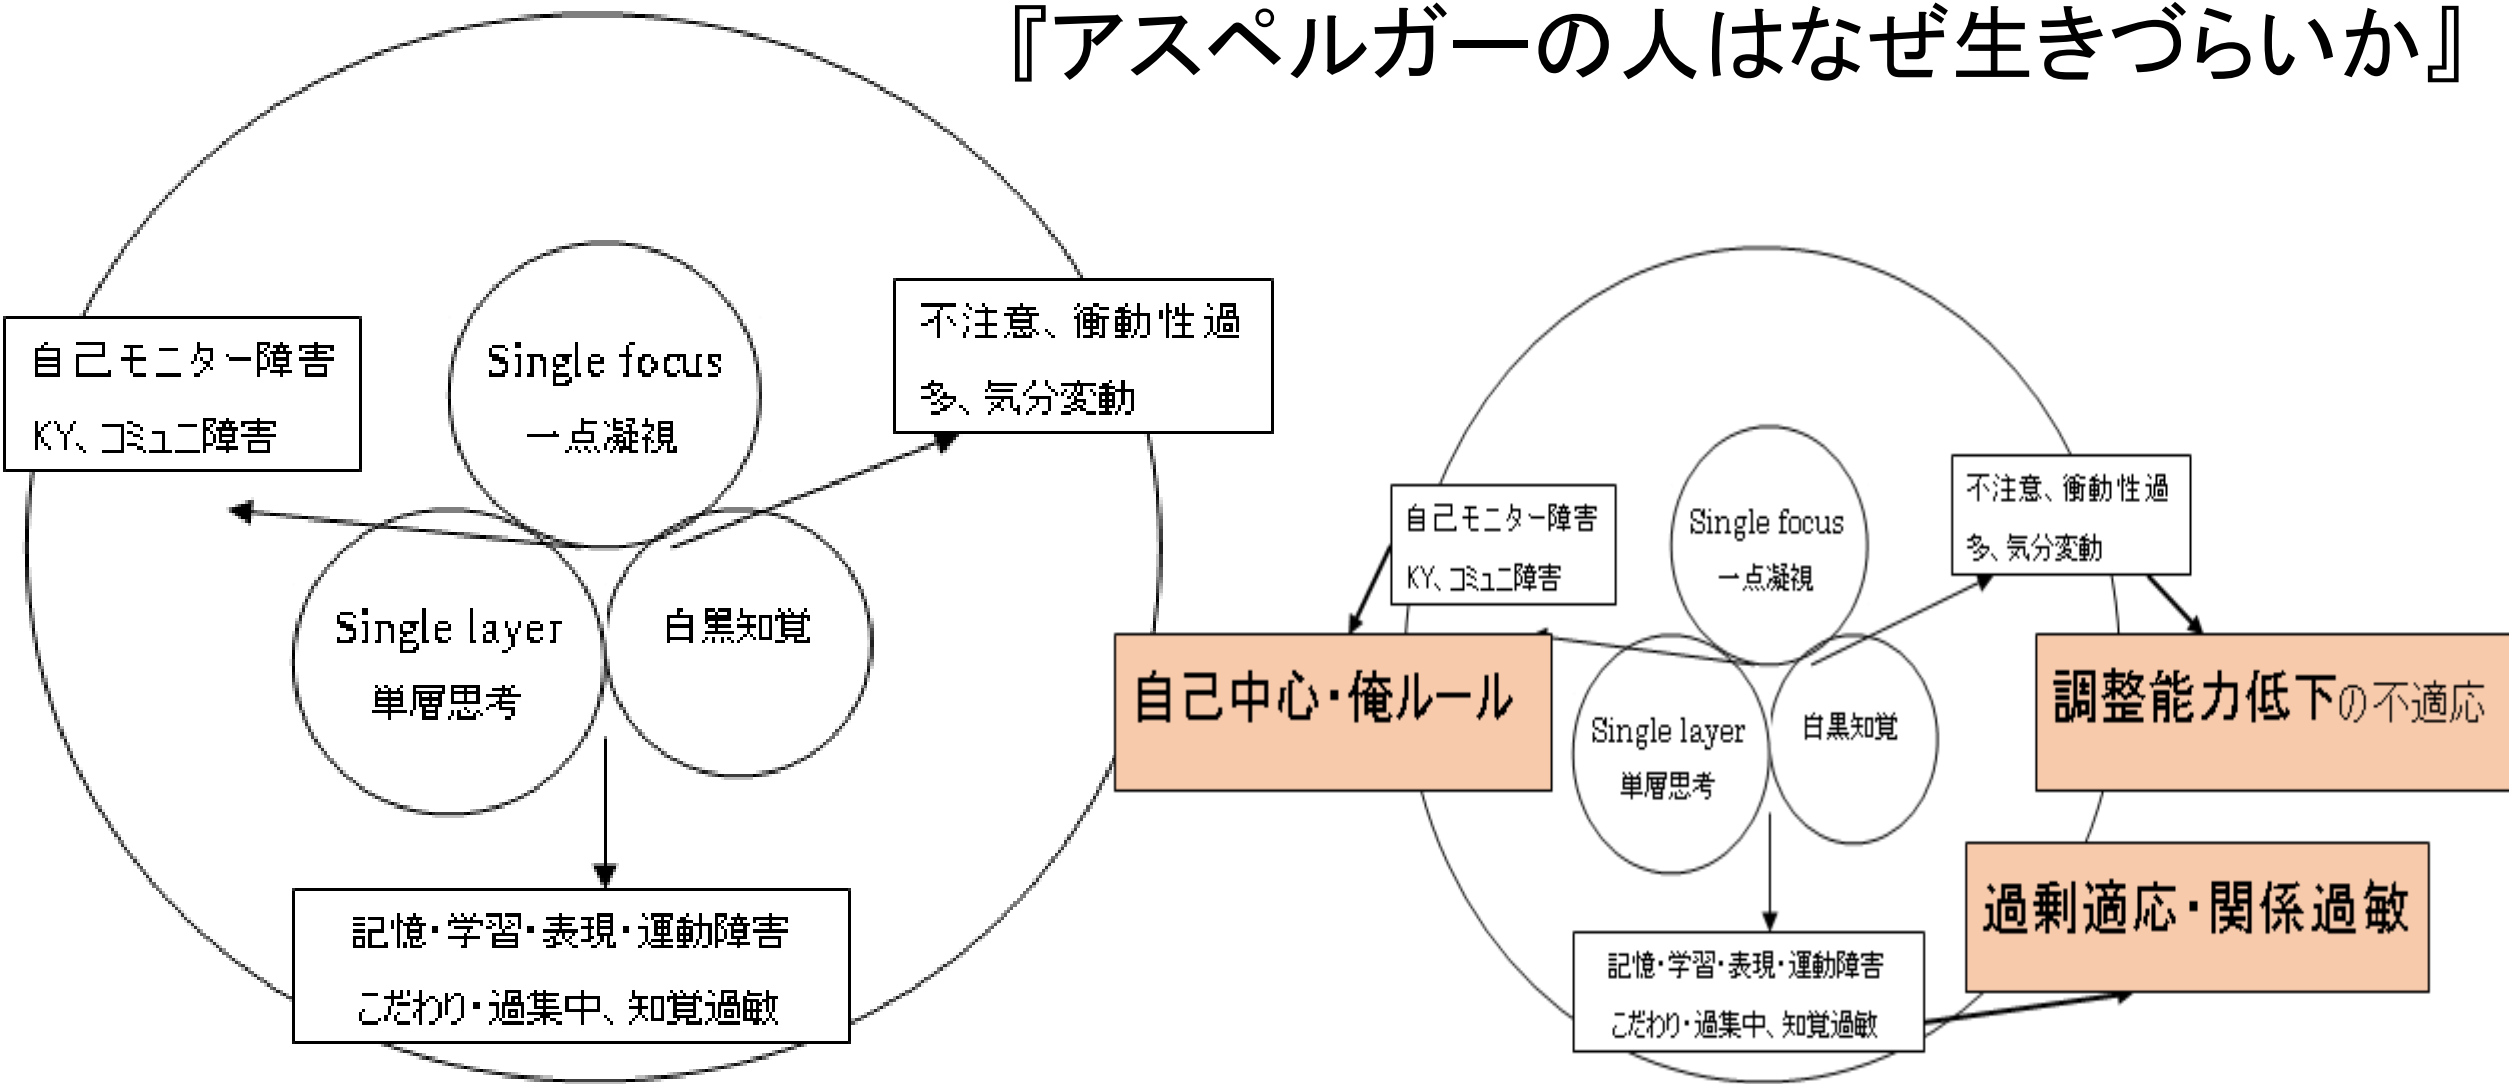 『アスペルガーの人はなぜ生きづらいか』
自己モニター障害
KY、コミュニ障害
Single focus
一点凝視
不注意、衝動性過
多、気分変動
Single layer
単層思考
白黒知覚
記憶・学習・表現・運動障害
こだわり・過集中、知覚過敏
自己モニター障害
KY、コミュニ障害
Single focus
一点凝視
不注意、衝動性過
多、気分変動
自己中心・俺ルール
Single layer
単層思考
白黒知覚
調整能力低下の不適応
過剰適応・関係過敏
記憶・学習・表現・運動障害
こだわり・過集中、知覚過敏